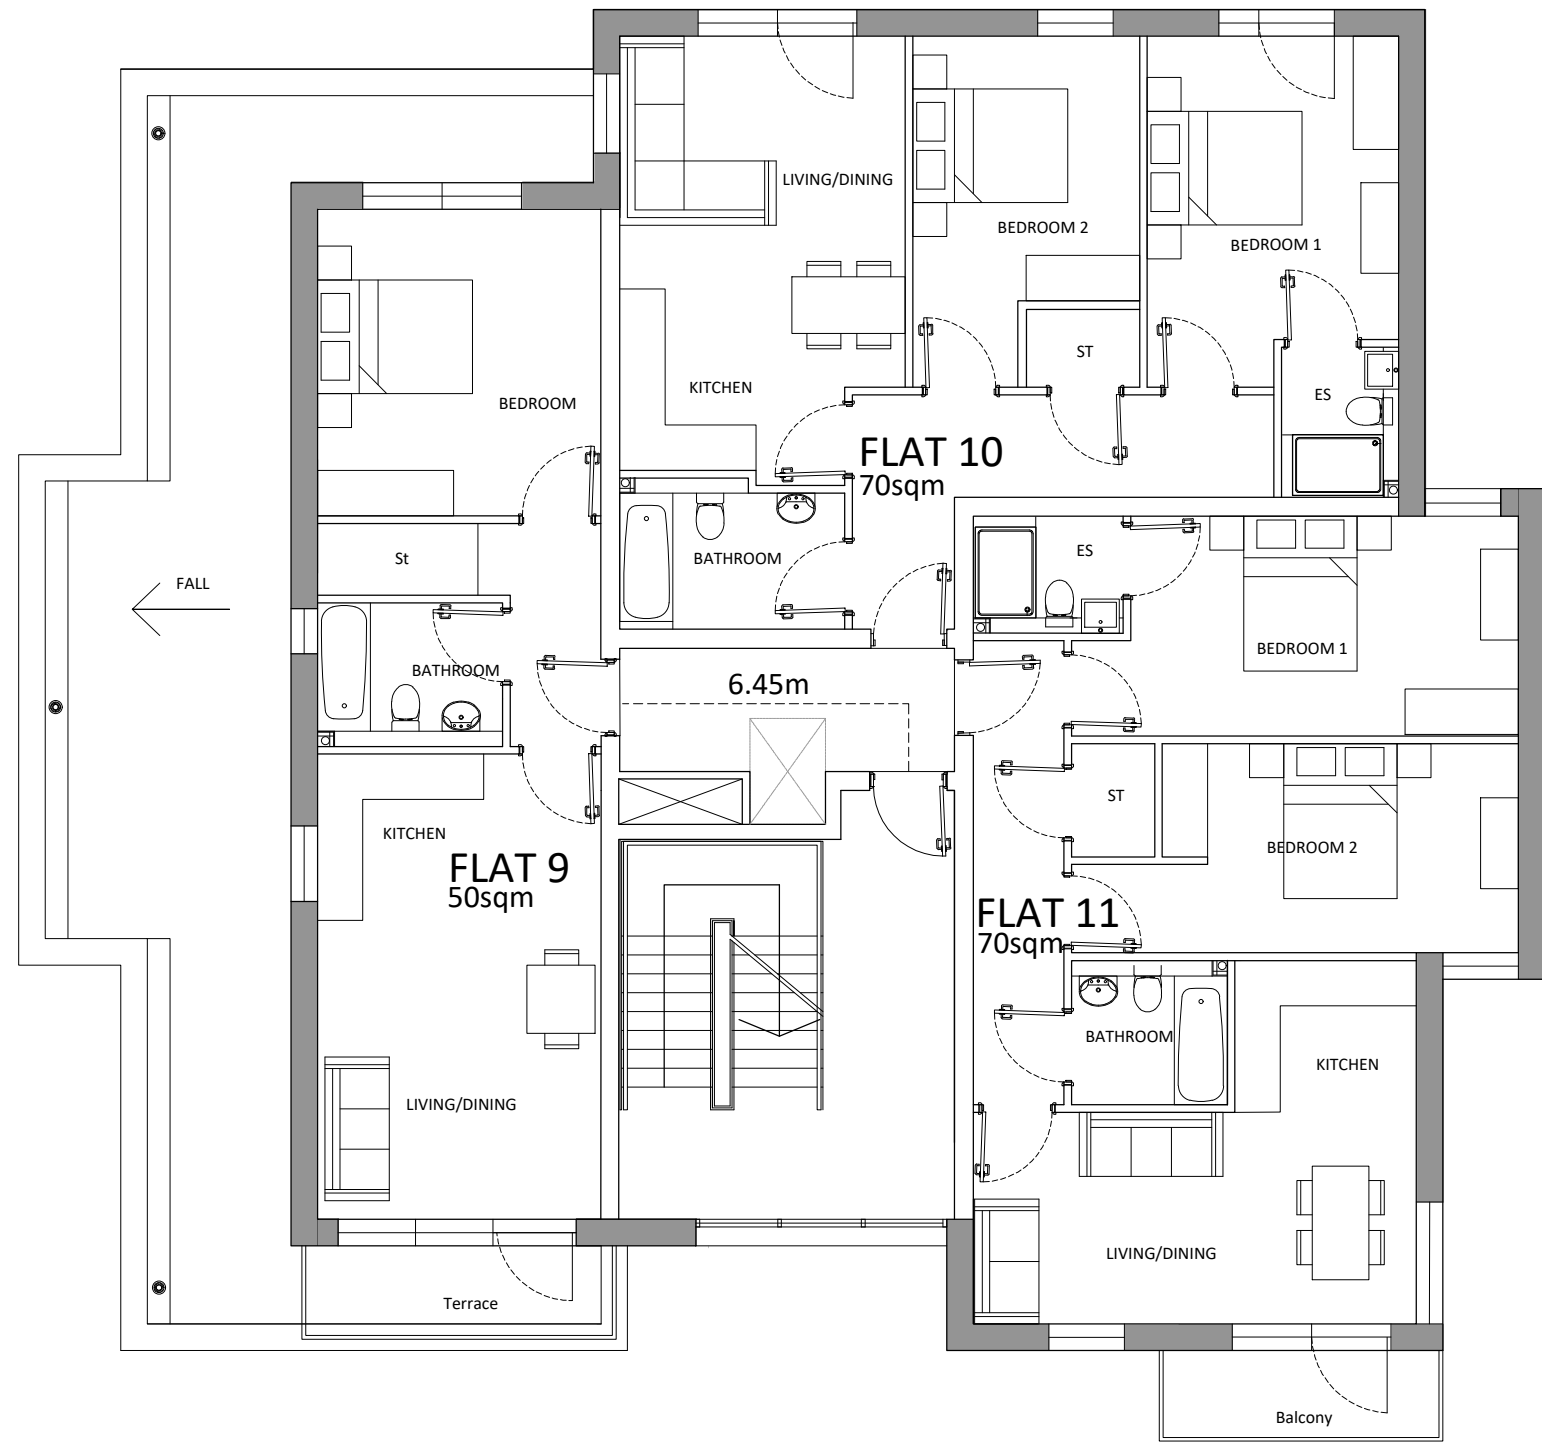 LIVING/DINING
BEDROOM 2
BEDROOM 1
ST
KITCHEN
ES
BEDROOM
FLAT 10
70sqm
St
BATHROOM
ES
FALL
BATHROOM
BEDROOM 1
6.45m
ST
KITCHEN
BEDROOM 2
FLAT 9
50sqm
FLAT 11
70sqm
BATHROOM
KITCHEN
LIVING/DINING
LIVING/DINING
Terrace
Balcony